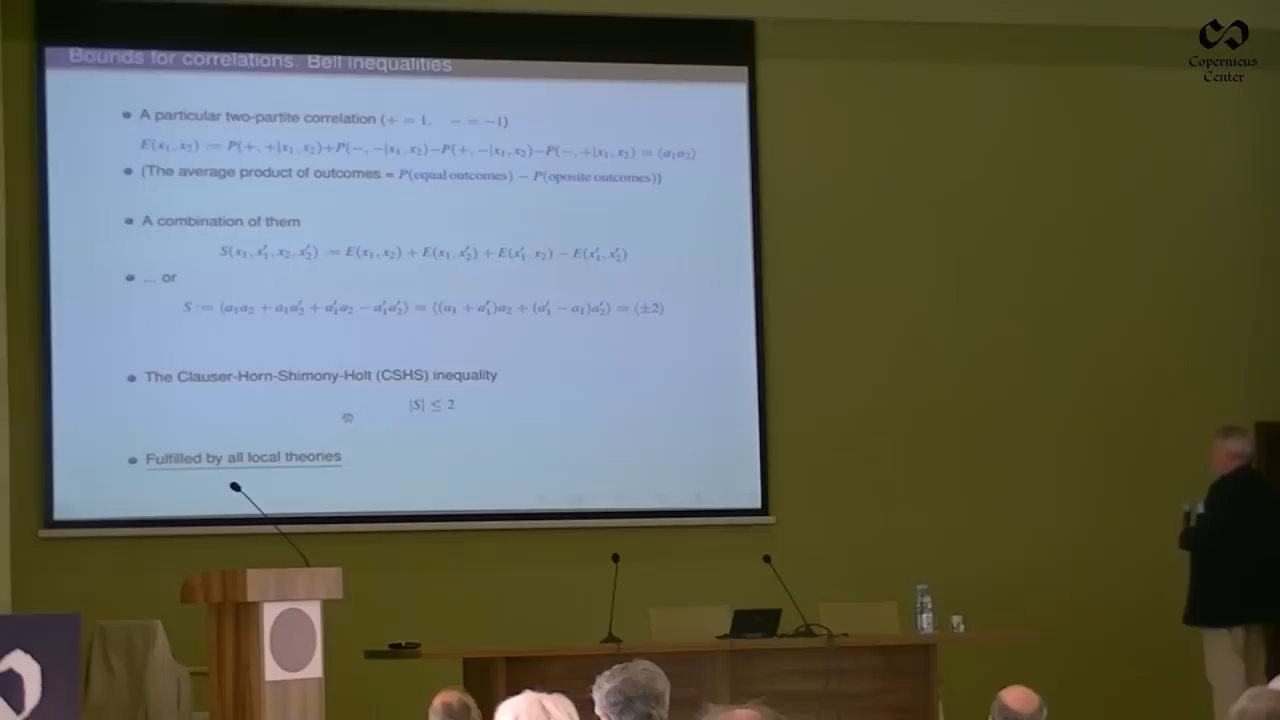 Bounds for correlations. Bell inequalities
Copernicus
Center
• A particular two-partite correlation (+ = 1, − = −1)
E(x₁, x₂) := P(+, +|x₁, x₂)+P(−, −|x₁, x₂)−P(+, −|x₁, x₂)−P(−, +|x₁, x₂) = ⟨a₁a₂⟩
• (The average product of outcomes = P(equal outcomes) − P(oposite outcomes))
• A combination of them
S(x₁, x′₁, x₂, x′₂) := E(x₁, x₂) + E(x₁, x′₂) + E(x′₁, x₂) − E(x′₁, x′₂)
• ... or
S := ⟨a₁a₂ + a₁a′₂ + a′₁a₂ − a′₁a′₂⟩ = ⟨(a₁ + a′₁)a₂ + (a′₁ − a₁)a′₂⟩ = ⟨±2⟩
• The Clauser-Horn-Shimony-Holt (CSHS) inequality
|S| ≤ 2
• Fulfilled by all local theories